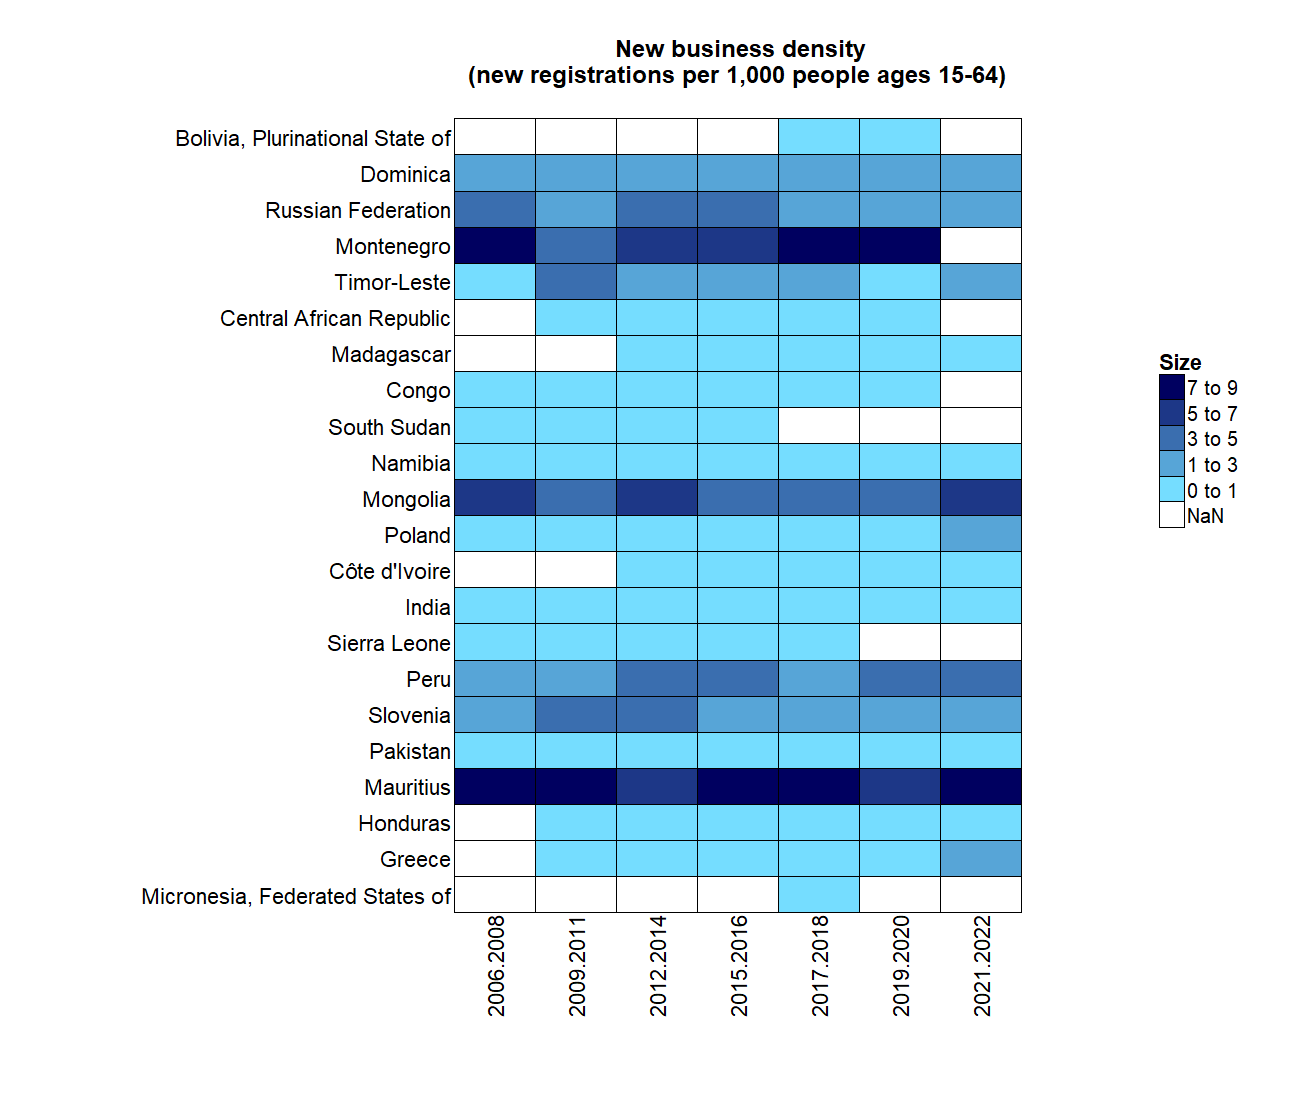 New business density
(new registrations per 1,000 people ages 15-64)
Bolivia, Plurinational State of
Dominica
Russian Federation
Montenegro
Timor-Leste
Central African Republic
Madagascar
Congo
South Sudan
Namibia
Mongolia
Poland
Côte d'Ivoire
India
Sierra Leone
Peru
Slovenia
Pakistan
Mauritius
Honduras
Greece
Micronesia, Federated States of
2006.2008
2009.2011
2012.2014
2015.2016
2017.2018
2019.2020
2021.2022
Size
7 to 9
5 to 7
3 to 5
1 to 3
0 to 1
NaN